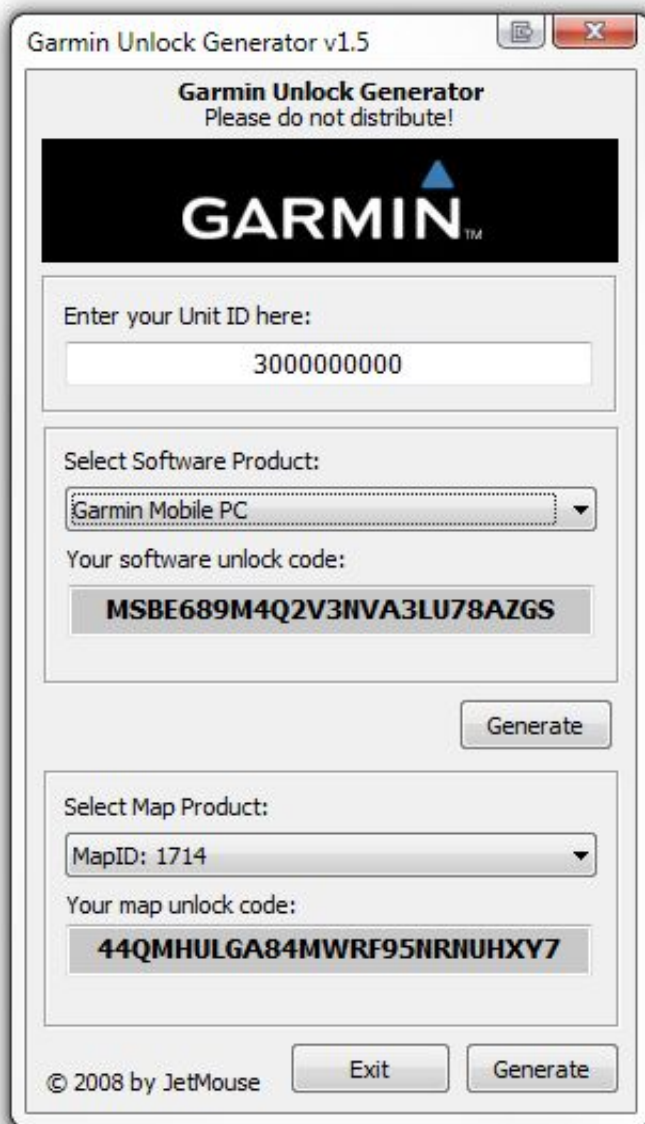 Garmin Unlock Generator v1.5
Garmin Unlock Generator
Please do not distribute!
GARMIN™
Enter your Unit ID here:
3000000000
Select Software Product:
Garmin Mobile PC
Your software unlock code:
MSBE689M4Q2V3NVA3LU78AZGS
Generate
Select Map Product:
MapID: 1714
Your map unlock code:
44QMHULGA84MWRF95NRNUHXY7
© 2008 by JetMouse
Exit
Generate